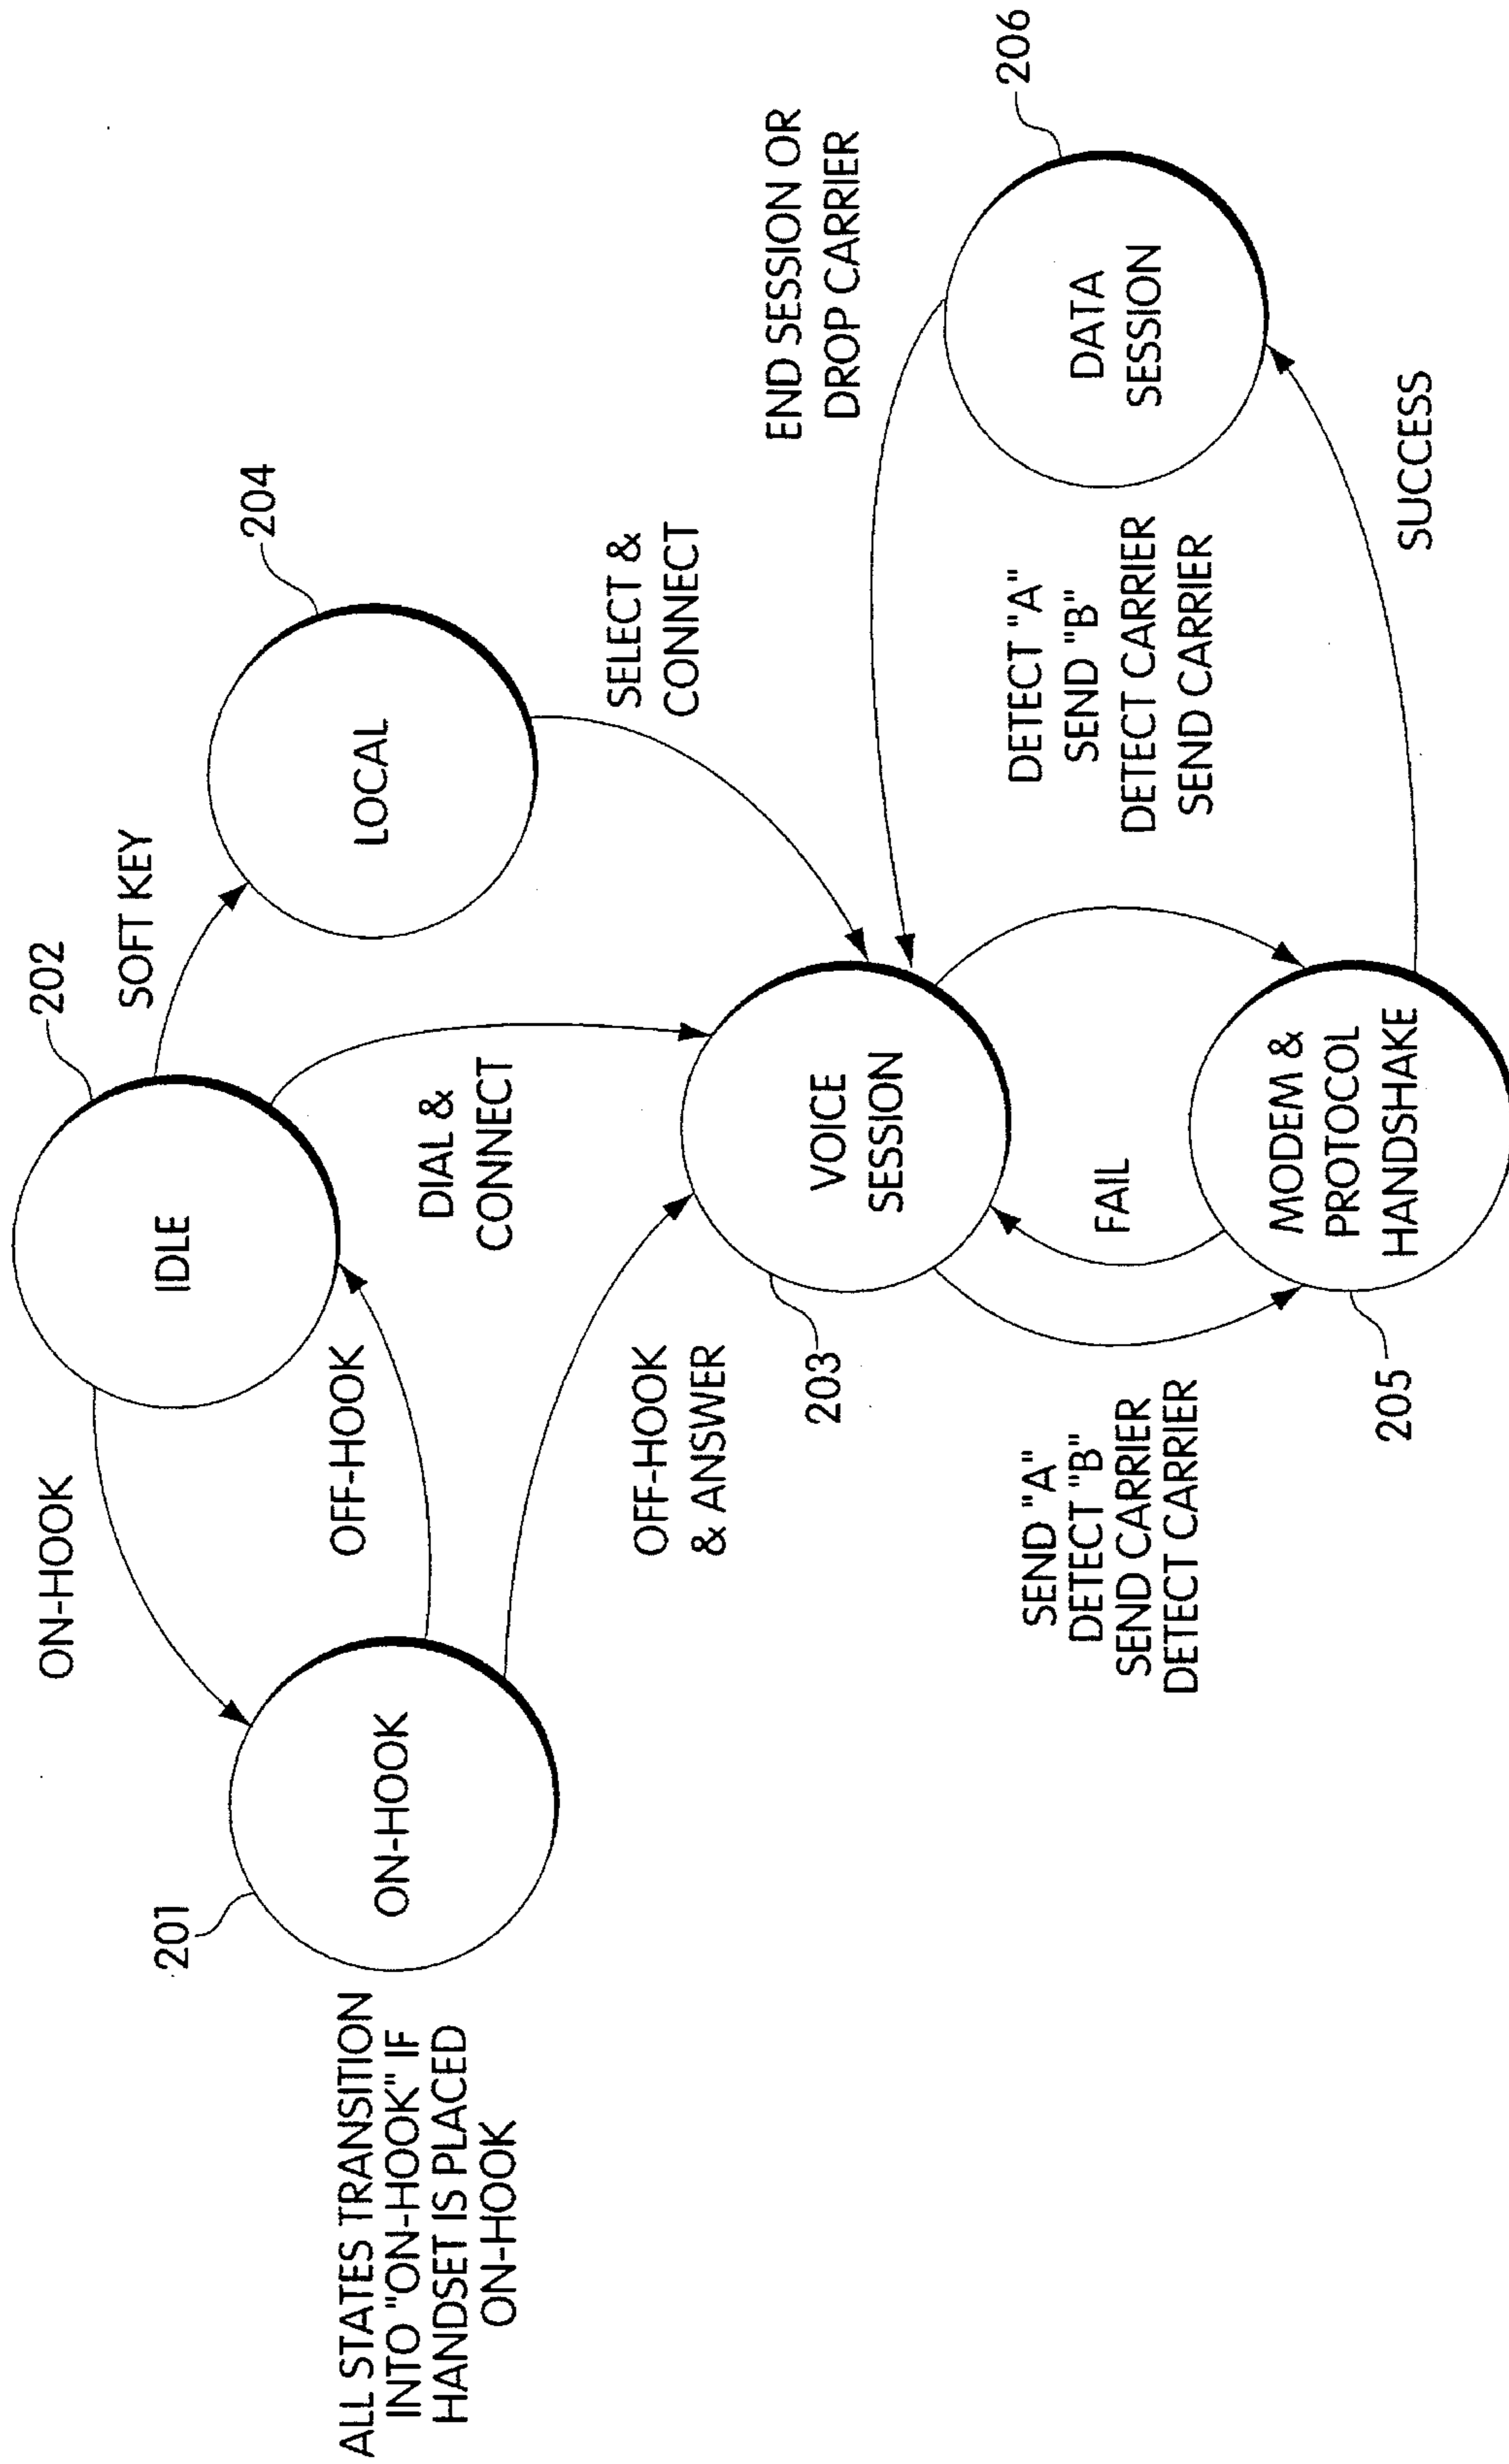 ON-HOOK
202
SOFT KEY
204
IDLE
201
OFF-HOOK
LOCAL
ON-HOOK
ALL STATES TRANSITION
INTO "ON-HOOK" IF
HANDSET IS PLACED
ON-HOOK
DIAL &
CONNECT
SELECT &
CONNECT
OFF-HOOK
& ANSWER
END SESSION OR
DROP CARRIER
206
VOICE
SESSION
203
DATA
SESSION
SEND "A"
DETECT "B"
SEND CARRIER
DETECT CARRIER
FAIL
DETECT "A"
SEND "B"
DETECT CARRIER
SEND CARRIER
205
MODEM &
PROTOCOL
HANDSHAKE
SUCCESS